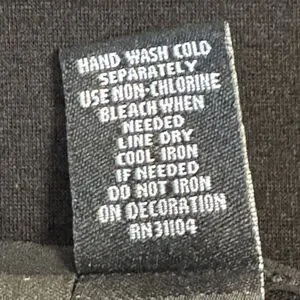 HAND WASH COLD
SEPARATELY
USE NON-CHLORINE
BLEACH WHEN
NEEDED
LINE DRY
COOL IRON
IF NEEDED
DO NOT IRON
ON DECORATION
RN31104